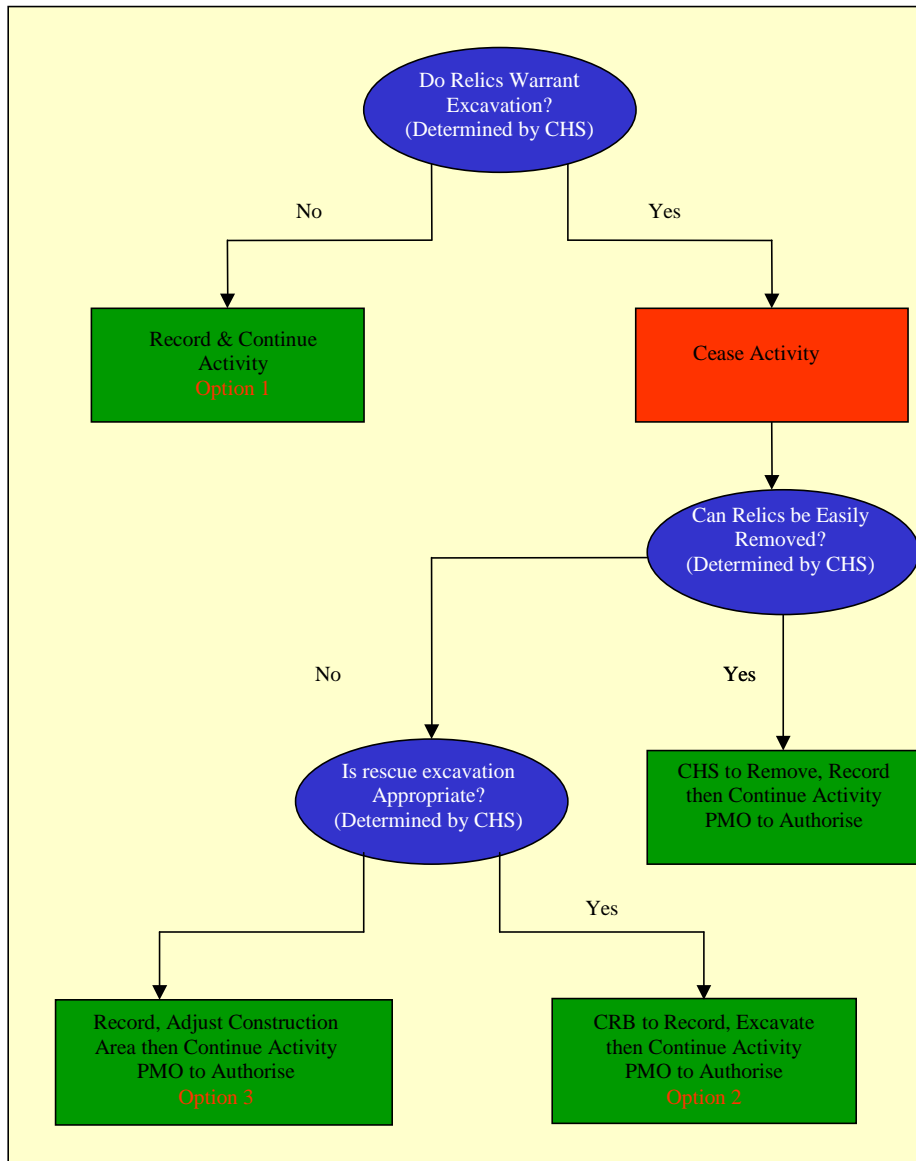 Do Relics Warrant
Excavation?
(Determined by CHS)
No
Yes
Record & Continue
Activity
Option 1
Cease Activity
Can Relics be Easily
Removed?
(Determined by CHS)
No
Yes
Is rescue excavation
Appropriate?
(Determined by CHS)
CHS to Remove, Record
then Continue Activity
PMO to Authorise
Yes
Record, Adjust Construction
Area then Continue Activity
PMO to Authorise
Option 3
CRB to Record, Excavate
then Continue Activity
PMO to Authorise
Option 2